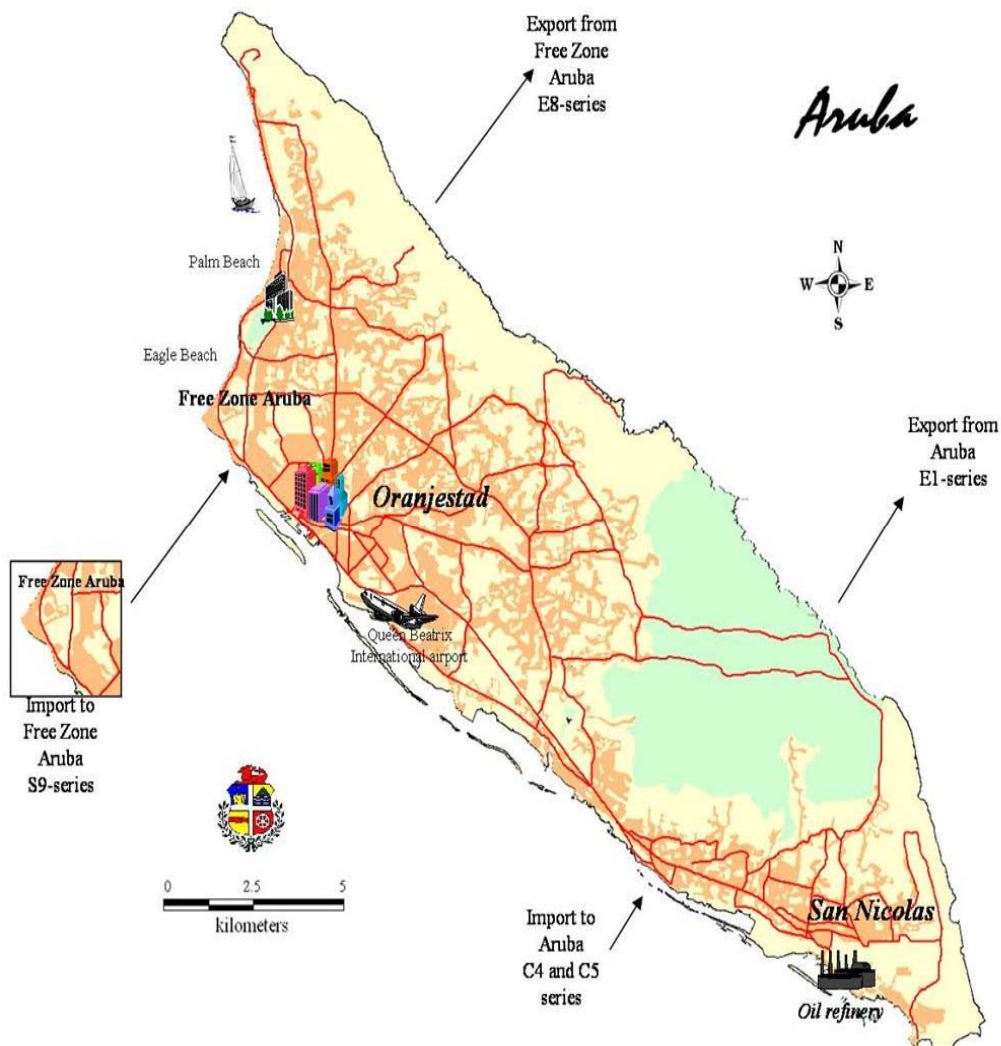 Export from
Free Zone
Aruba
E8-series
Aruba
N
W
E
S
Palm Beach
Eagle Beach
Free Zone Aruba
Export from
Aruba
E1-series
Oranjestad
Free Zone Aruba
Queen Beatrix
International airport
Import to
Free Zone
Aruba
S9-series
0 2.5 5
kilometers
Import to
Aruba
C4 and C5
series
San Nicolas
Oil refinery